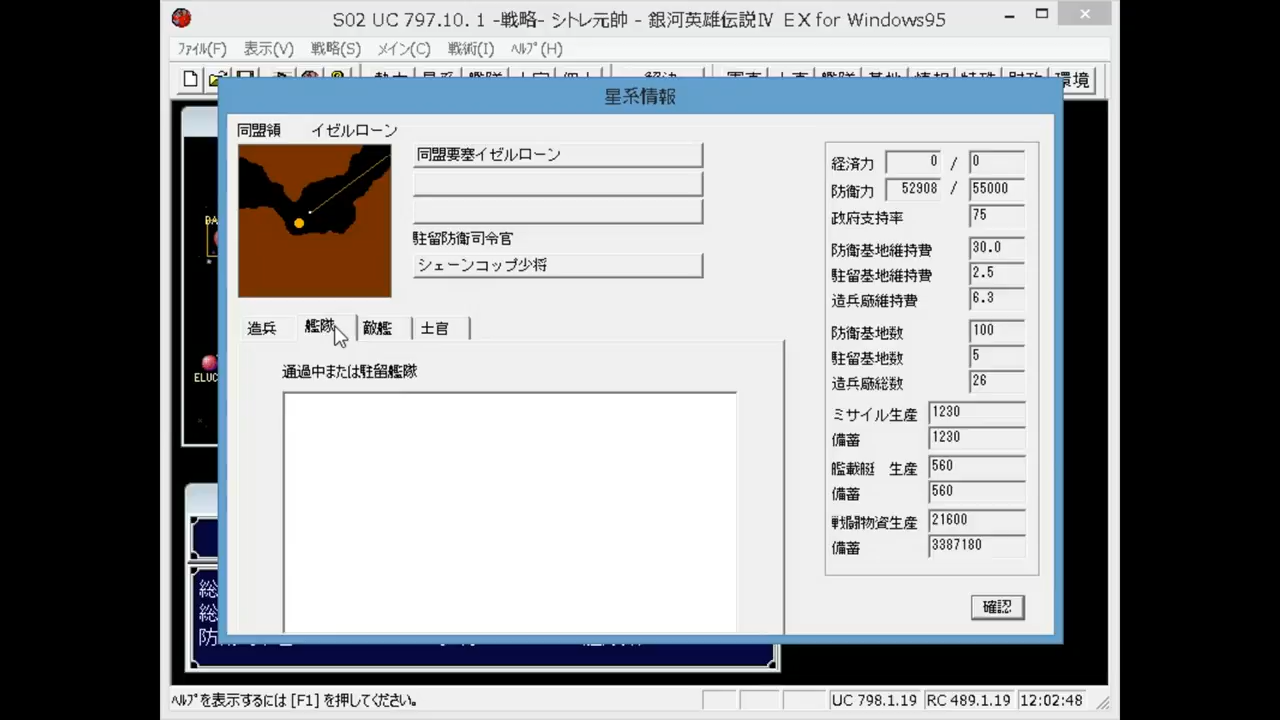 S02 UC 797.10. 1 -戦略- シトレ元帥 - 銀河英雄伝説Ⅳ EX for Windows95
ﾌｧｲﾙ(F) 表示(V) 戦略(S) メイン(C) 戦術(I) ﾍﾙﾌﾟ(H)
環境
星系情報
同盟領 イゼルローン
同盟要塞イゼルローン
駐留防衛司令官
シェーンコップ少将
造兵 艦隊 敵艦 士官
通過中または駐留艦隊
経済力 0 / 0
防衛力 52908 / 55000
政府支持率 75
防衛基地維持費 30.0
駐留基地維持費 2.5
造兵廠維持費 6.3
防衛基地数 100
駐留基地数 5
造兵廠総数 26
ミサイル生産 1230
備蓄 1230
艦載艇 生産 560
備蓄 560
戦闘物資生産 21600
備蓄 3387180
確認
ELUC
総
総
防
ﾍﾙﾌﾟを表示するには [F1] を押してください。
UC 798.1.19 RC 489.1.19 12:02:48